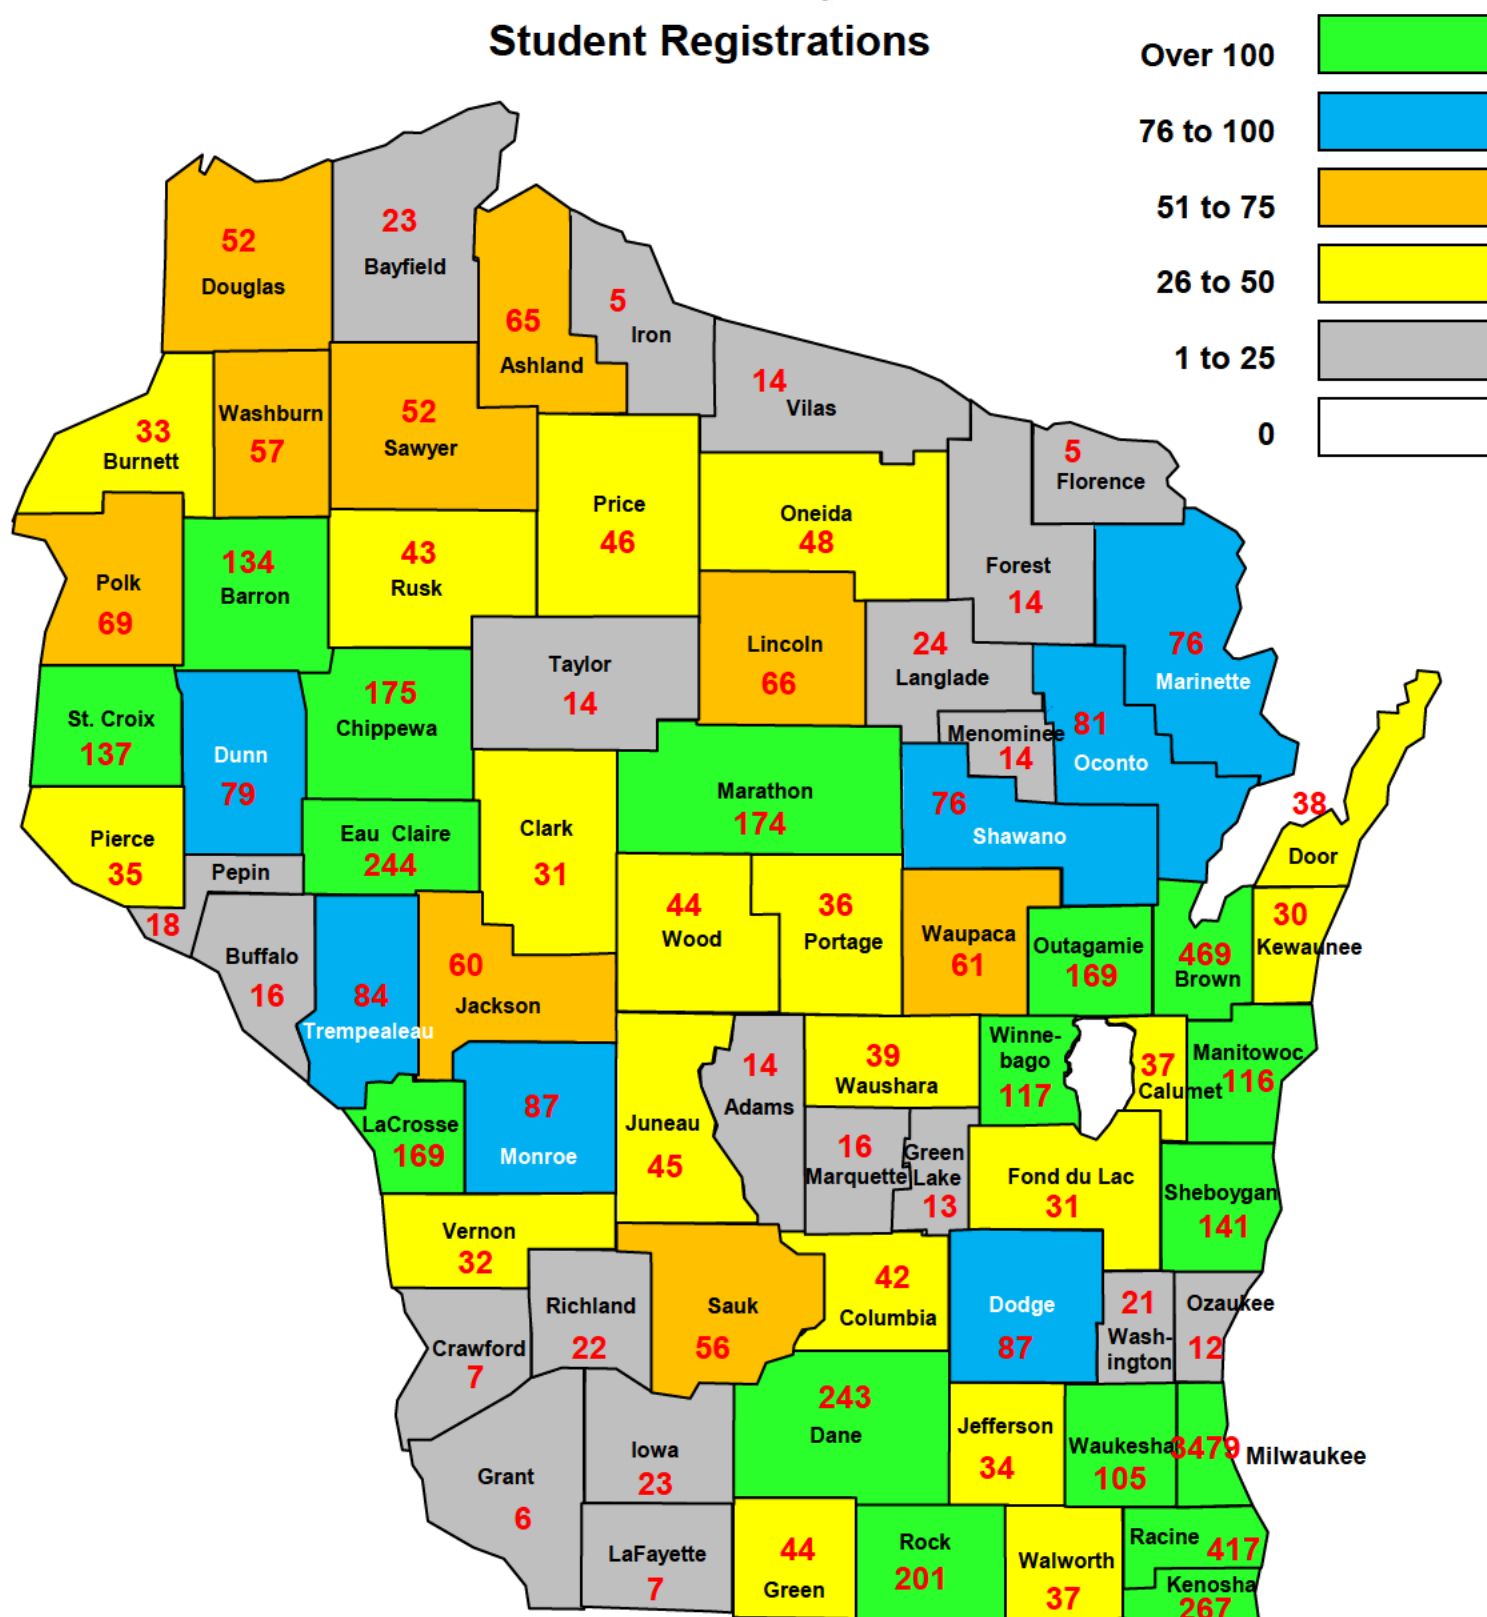 Student Registrations
Over 100
76 to 100
51 to 75
26 to 50
1 to 25
0
52
Douglas
23
Bayfield
65
Ashland
5
Iron
14
Vilas
33
Burnett
Washburn
57
52
Sawyer
Price
46
Oneida
48
5
Florence
Forest
14
Polk
69
134
Barron
43
Rusk
Lincoln
66
24
Langlade
76
Marinette
Taylor
14
St. Croix
137
Dunn
79
175
Chippewa
Menominee
14
81
Oconto
Marathon
174
76
Shawano
38
Door
Pierce
35
Eau Claire
244
Clark
31
Pepin
18
44
Wood
36
Portage
Waupaca
61
Outagamie
169
469
Brown
30
Kewaunee
Buffalo
16
84
Trempealeau
60
Jackson
14
Adams
39
Waushara
Winne-
bago
117
37
Calumet
Manitowoc
116
LaCrosse
169
87
Monroe
Juneau
45
16
Marquette
Green
Lake
13
Fond du Lac
31
Sheboygan
141
Vernon
32
Richland
22
Sauk
56
42
Columbia
Dodge
87
21
Wash-
ington
Ozaukee
12
Crawford
7
243
Dane
Jefferson
34
Waukesha
105
3479
Milwaukee
Grant
6
Iowa
23
LaFayette
7
44
Green
Rock
201
Walworth
37
Racine
417
Kenosha
267